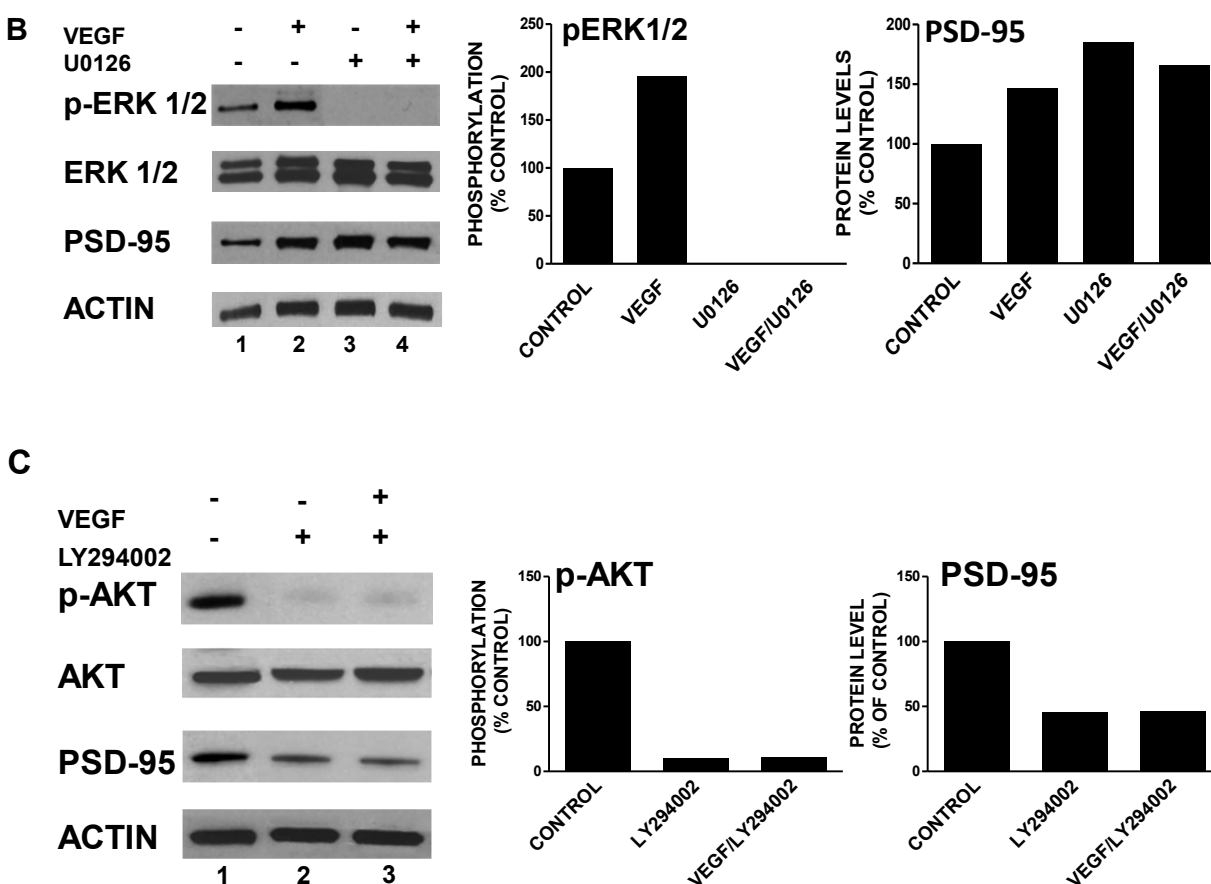 B
VEGF - + - +
U0126 - - + +
p-ERK 1/2
ERK 1/2
PSD-95
ACTIN
1 2 3 4
pERK1/2
PHOSPHORYLATION
(% CONTROL)
250
200
150
100
50
0
CONTROL
VEGF
U0126
VEGF/U0126
PSD-95
PROTEIN LEVELS
(% CONTROL)
200
150
100
50
0
CONTROL
VEGF
U0126
VEGF/U0126
C
VEGF - - +
LY294002 - + +
p-AKT
AKT
PSD-95
ACTIN
1 2 3
p-AKT
PHOSPHORYLATION
(% CONTROL)
150
100
50
0
CONTROL
LY294002
VEGF/LY294002
PSD-95
PROTEIN LEVEL
(% OF CONTROL)
150
100
50
0
CONTROL
LY294002
VEGF/LY294002